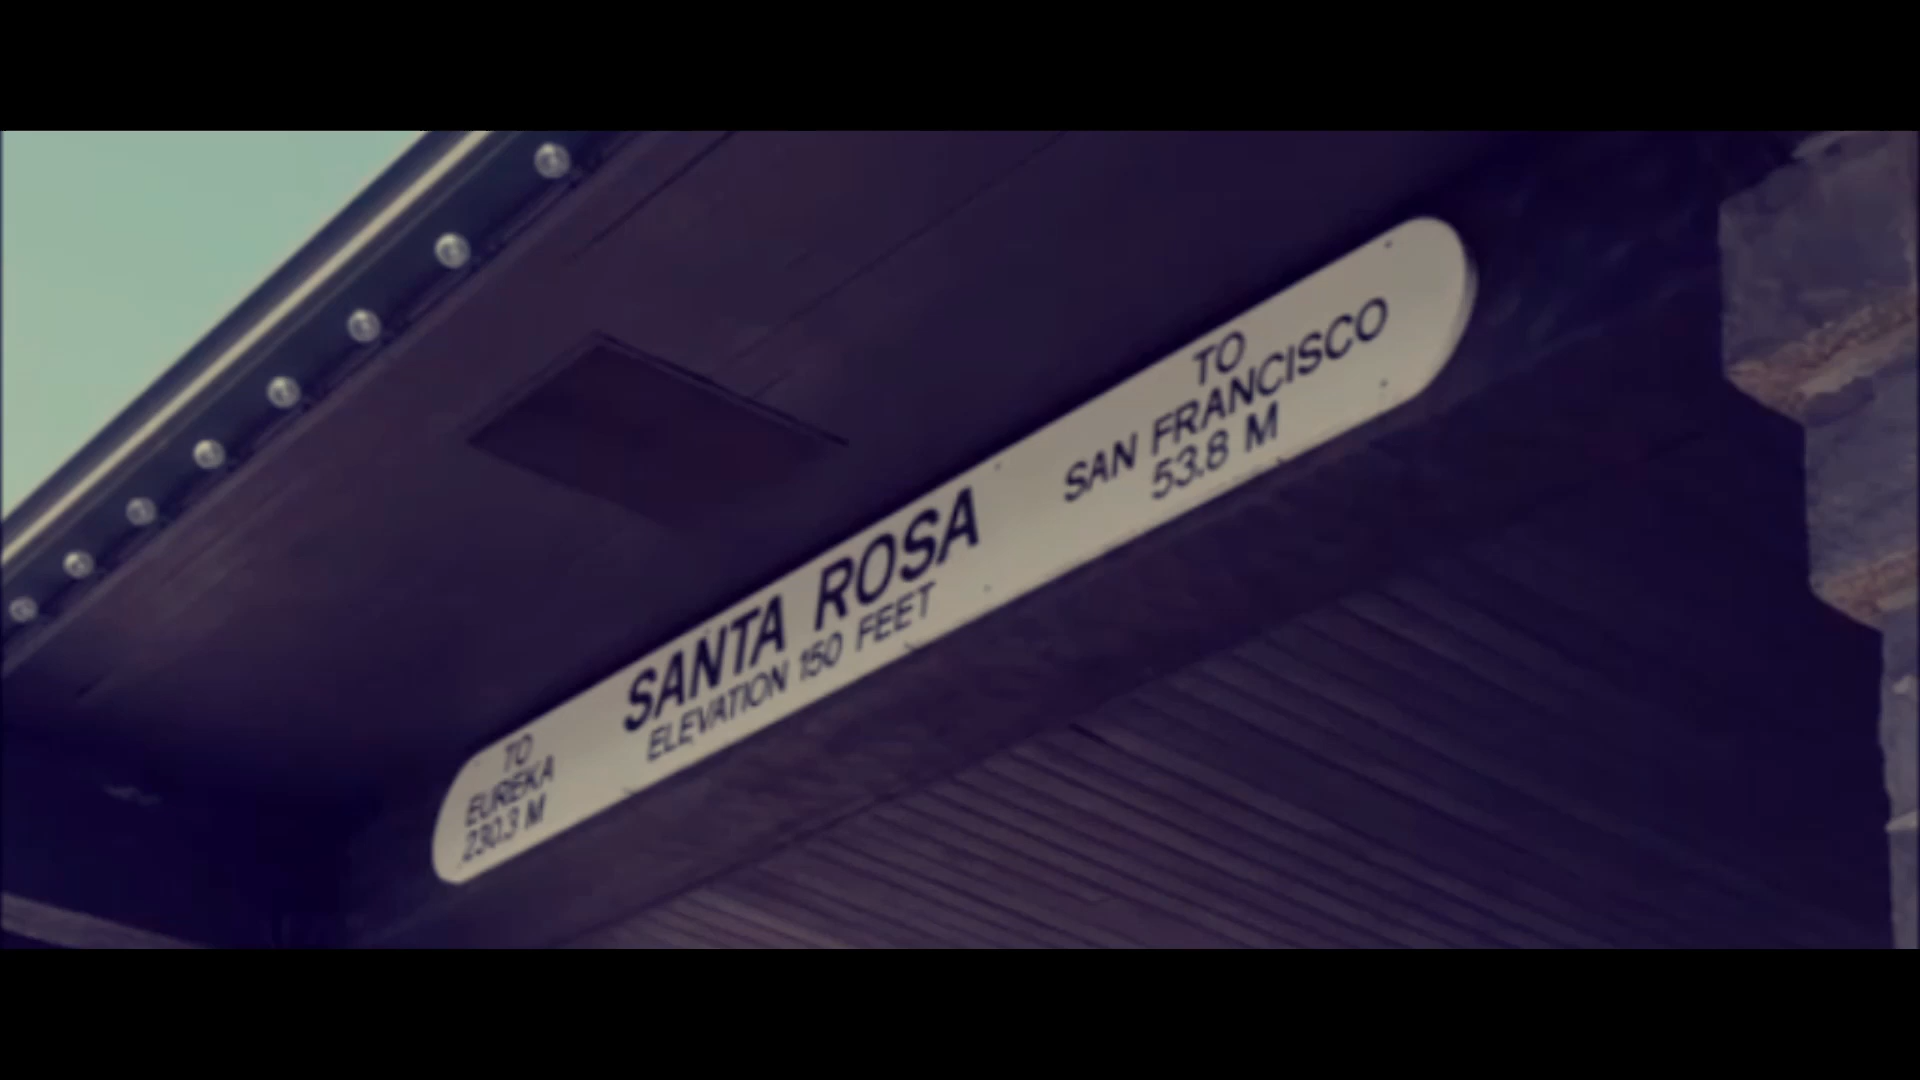 TO
EUREKA
230.3 M
SANTA ROSA
ELEVATION 150 FEET
TO
SAN FRANCISCO
53.8 M